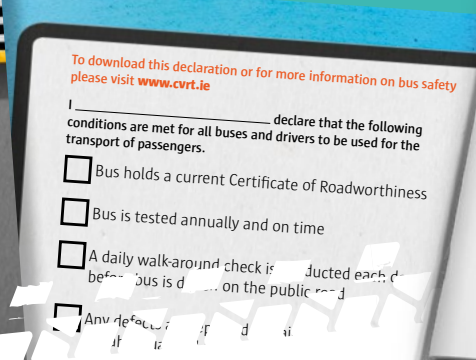 To download this declaration or for more information on bus safety
please visit www.cvrt.ie
I ______________________ declare that the following
conditions are met for all buses and drivers to be used for the
transport of passengers.
Bus holds a current Certificate of Roadworthiness
Bus is tested annually and on time
A daily walk-around check is each
bus is on the public
Any